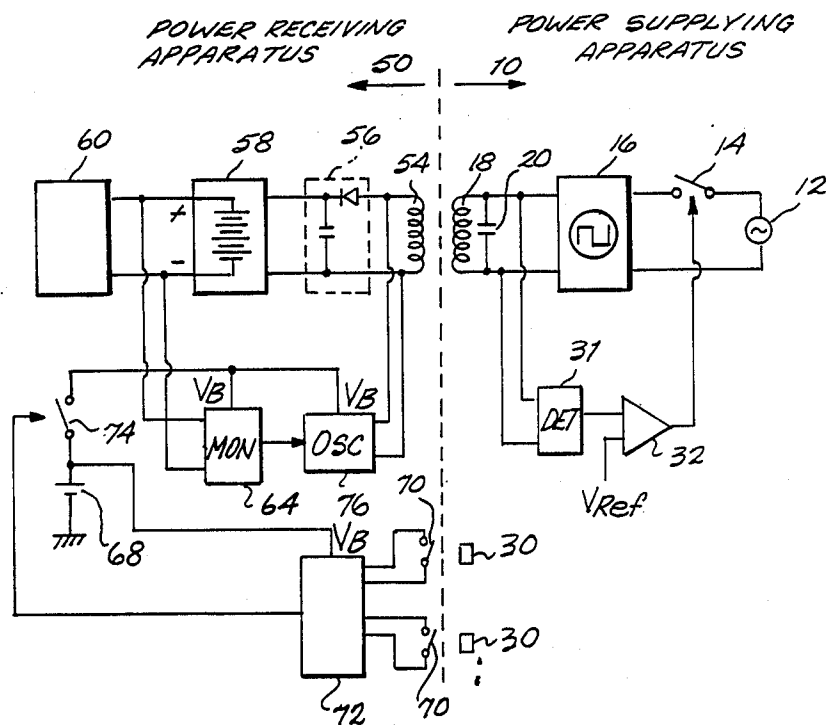 POWER RECEIVING
APPARATUS
POWER SUPPLYING
APPARATUS
50
10
60
58
56
54
18
20
16
14
12
+
-
31
DET
32
VRef
VB
VB
74
MON
OSC
64
76
68
VB
70
30
30
72
70